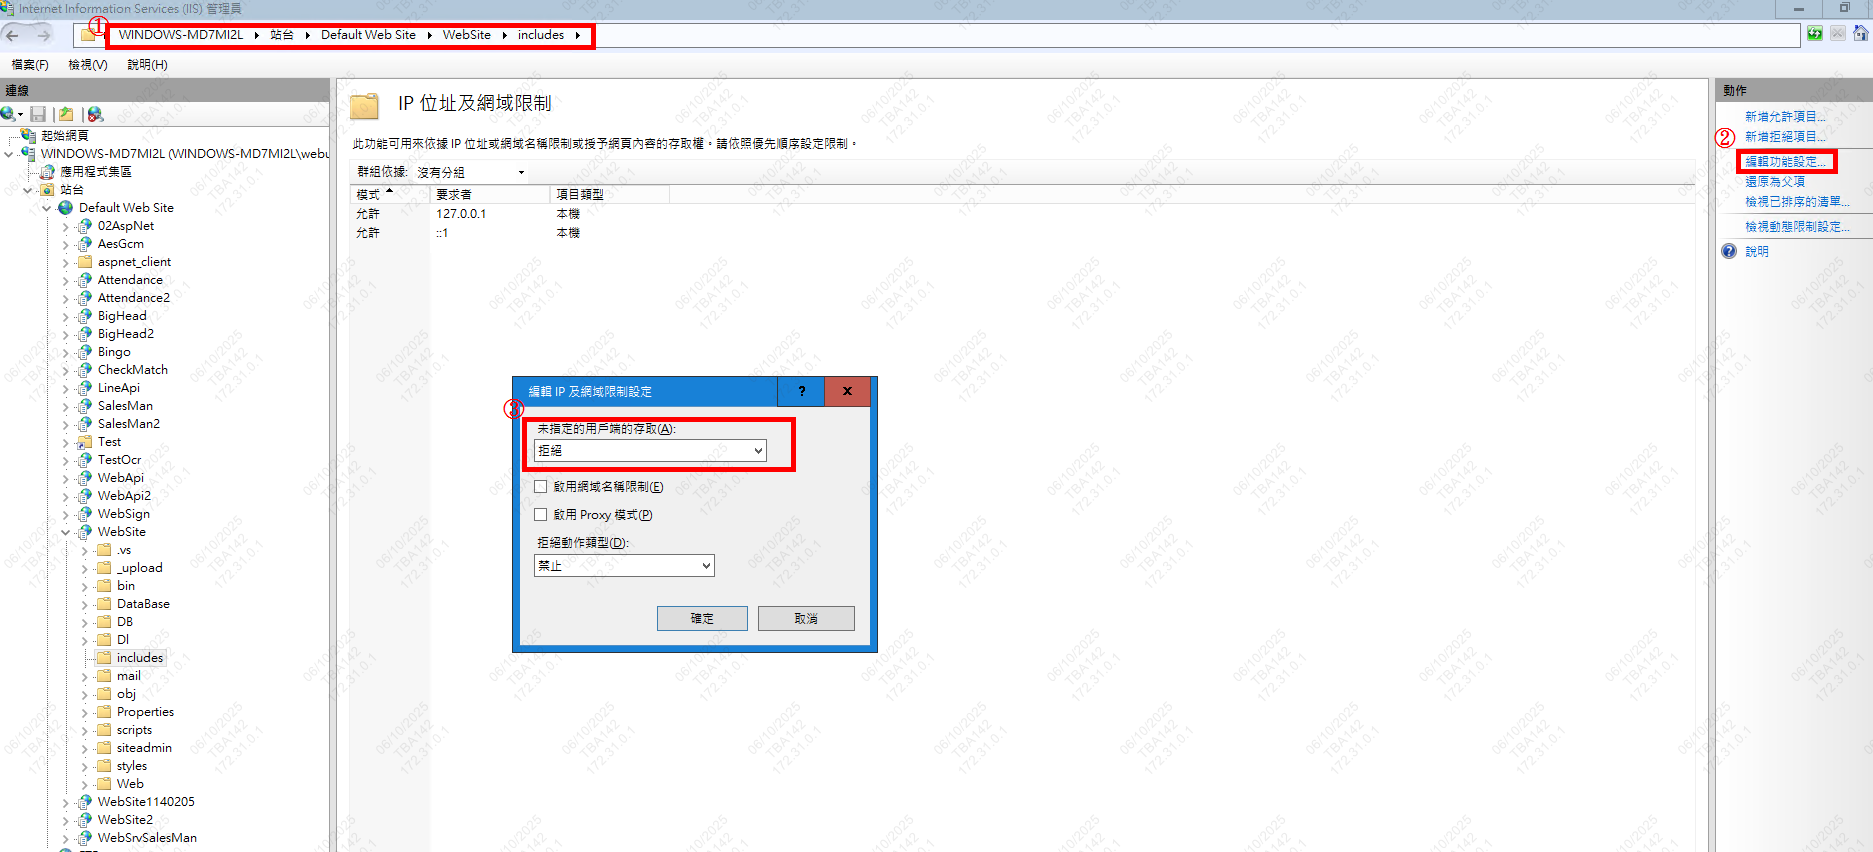 Internet Information Services (IIS) 管理員
①
WINDOWS-MD7MI2L ▸ 站台 ▸ Default Web Site ▸ WebSite ▸ includes ▸
檔案(F) 檢視(V) 說明(H)
連線
起始網頁
WINDOWS-MD7MI2L (WINDOWS-MD7MI2L\webu
應用程式集區
站台
Default Web Site
02AspNet
AesGcm
aspnet_client
Attendance
Attendance2
BigHead
BigHead2
Bingo
CheckMatch
LineApi
SalesMan
SalesMan2
Test
TestOcr
WebApi
WebApi2
WebSign
WebSite
.vs
_upload
bin
DataBase
DB
DI
includes
mail
obj
Properties
scripts
siteadmin
styles
Web
WebSite1140205
WebSite2
WebSrvSalesMan
IP 位址及網域限制
此功能可用來依據 IP 位址或網域名稱限制或授予網頁內容的存取權。請依照優先順序設定限制。
群組依據: 沒有分組
模式 要求者 項目類型
允許 127.0.0.1 本機
允許 ::1 本機
編輯 IP 及網域限制設定 ? x
③
未指定的用戶端的存取(A):
拒絕
啟用網域名稱限制(E)
啟用 Proxy 模式(P)
拒絕動作類型(D):
禁止
確定 取消
動作
新增允許項目...
② 新增拒絕項目...
編輯功能設定...
還原為父項
檢視已排序的清單...
檢視動態限制設定...
說明
06/10/2025
TBA142
172.31.0.1